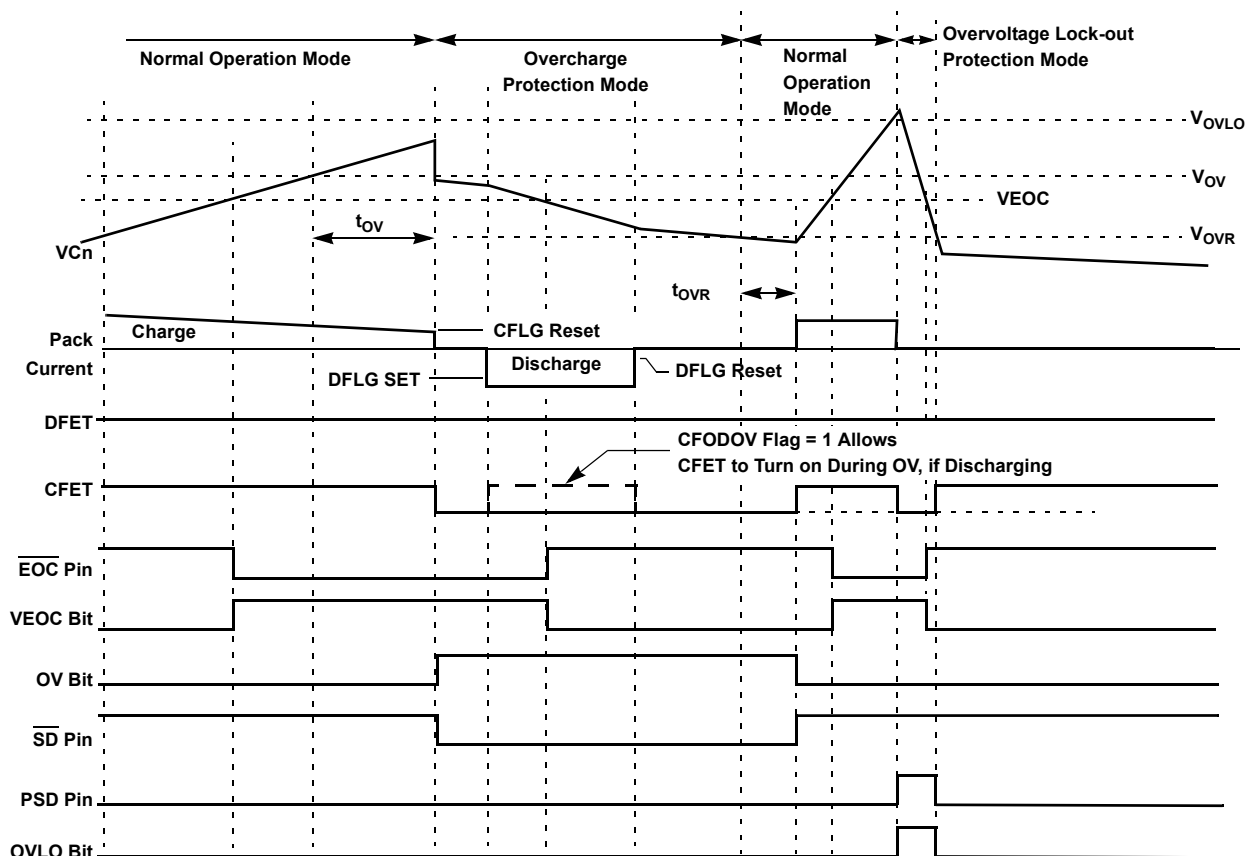 Normal Operation Mode
Overcharge
Protection Mode
Normal
Operation
Mode
Overvoltage Lock-out
Protection Mode
VOVLO
VOV
VEOC
tOV
VOVR
VCn
tOVR
Pack
Current
Charge
CFLG Reset
DFLG SET
Discharge
DFLG Reset
DFET
CFODOV Flag = 1 Allows
CFET to Turn on During OV, if Discharging
CFET
EOC Pin
VEOC Bit
OV Bit
SD Pin
PSD Pin
OVLO Bit